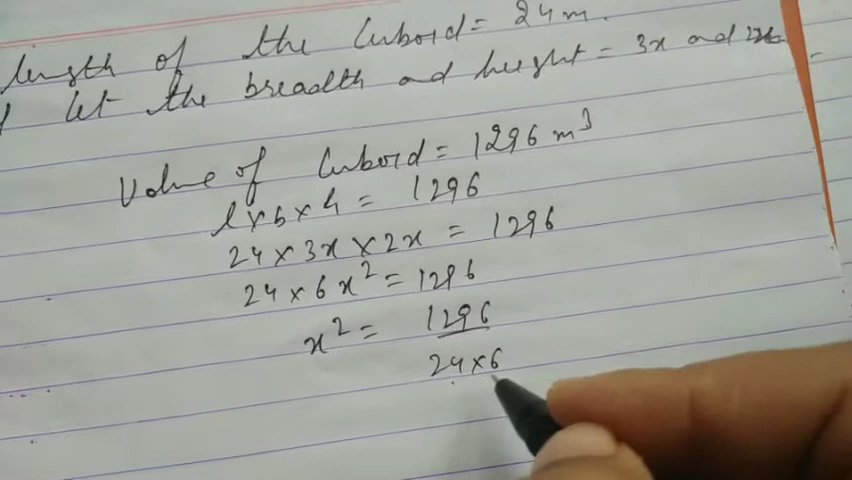 length of the Cuboid = 24 m.
let the breadth and height = 3x and 2x
Volume of Cuboid = 1296 m³
l × b × h = 1296
24 × 3x × 2x = 1296
24 × 6x² = 1296
x² = 1296
24 × 6